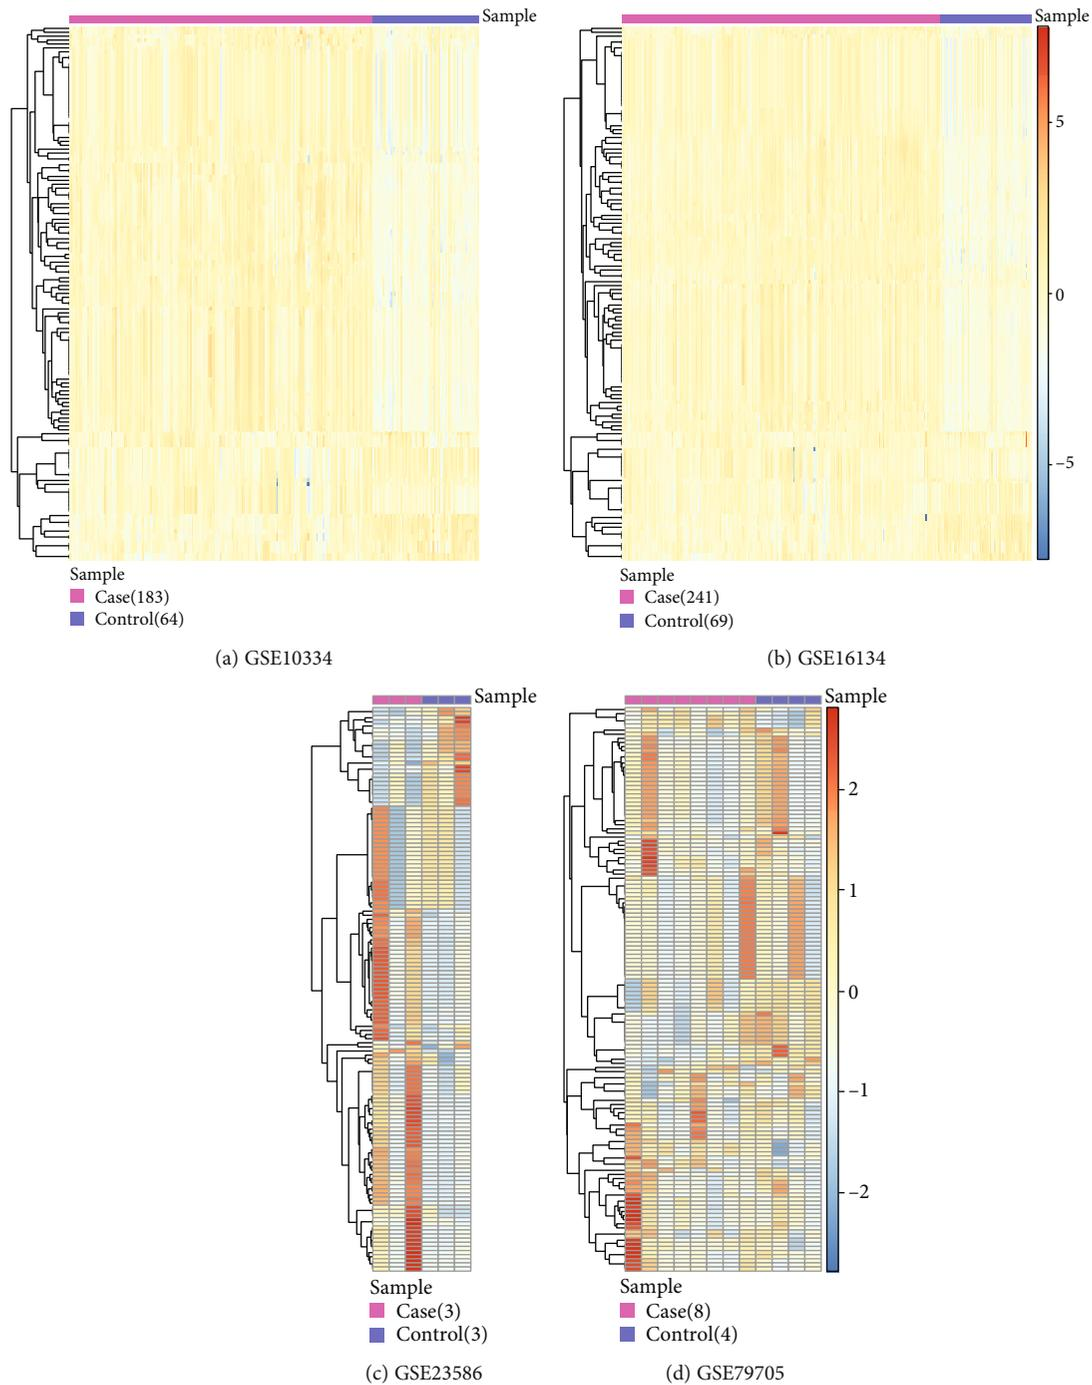 Sample
Sample
5
0
−5
Sample
Case(183)
Control(64)
Sample
Case(241)
Control(69)
(a) GSE10334
(b) GSE16134
Sample
Sample
2
1
0
−1
−2
Sample
Case(3)
Control(3)
Sample
Case(8)
Control(4)
(c) GSE23586
(d) GSE79705